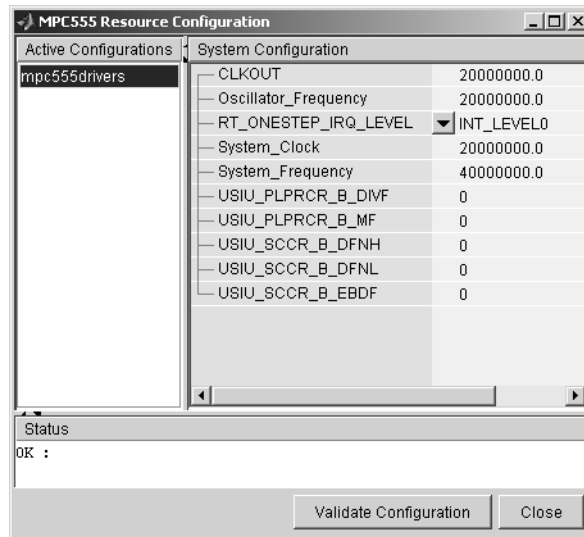 MPC555 Resource Configuration
Active Configurations
System Configuration
mpc555drivers
CLKOUT 20000000.0
Oscillator_Frequency 20000000.0
RT_ONESTEP_IRQ_LEVEL INT_LEVEL0
System_Clock 20000000.0
System_Frequency 40000000.0
USIU_PLPRCR_B_DIVF 0
USIU_PLPRCR_B_MF 0
USIU_SCCR_B_DFNH 0
USIU_SCCR_B_DFNL 0
USIU_SCCR_B_EBDF 0
Status
OK :
Validate Configuration
Close